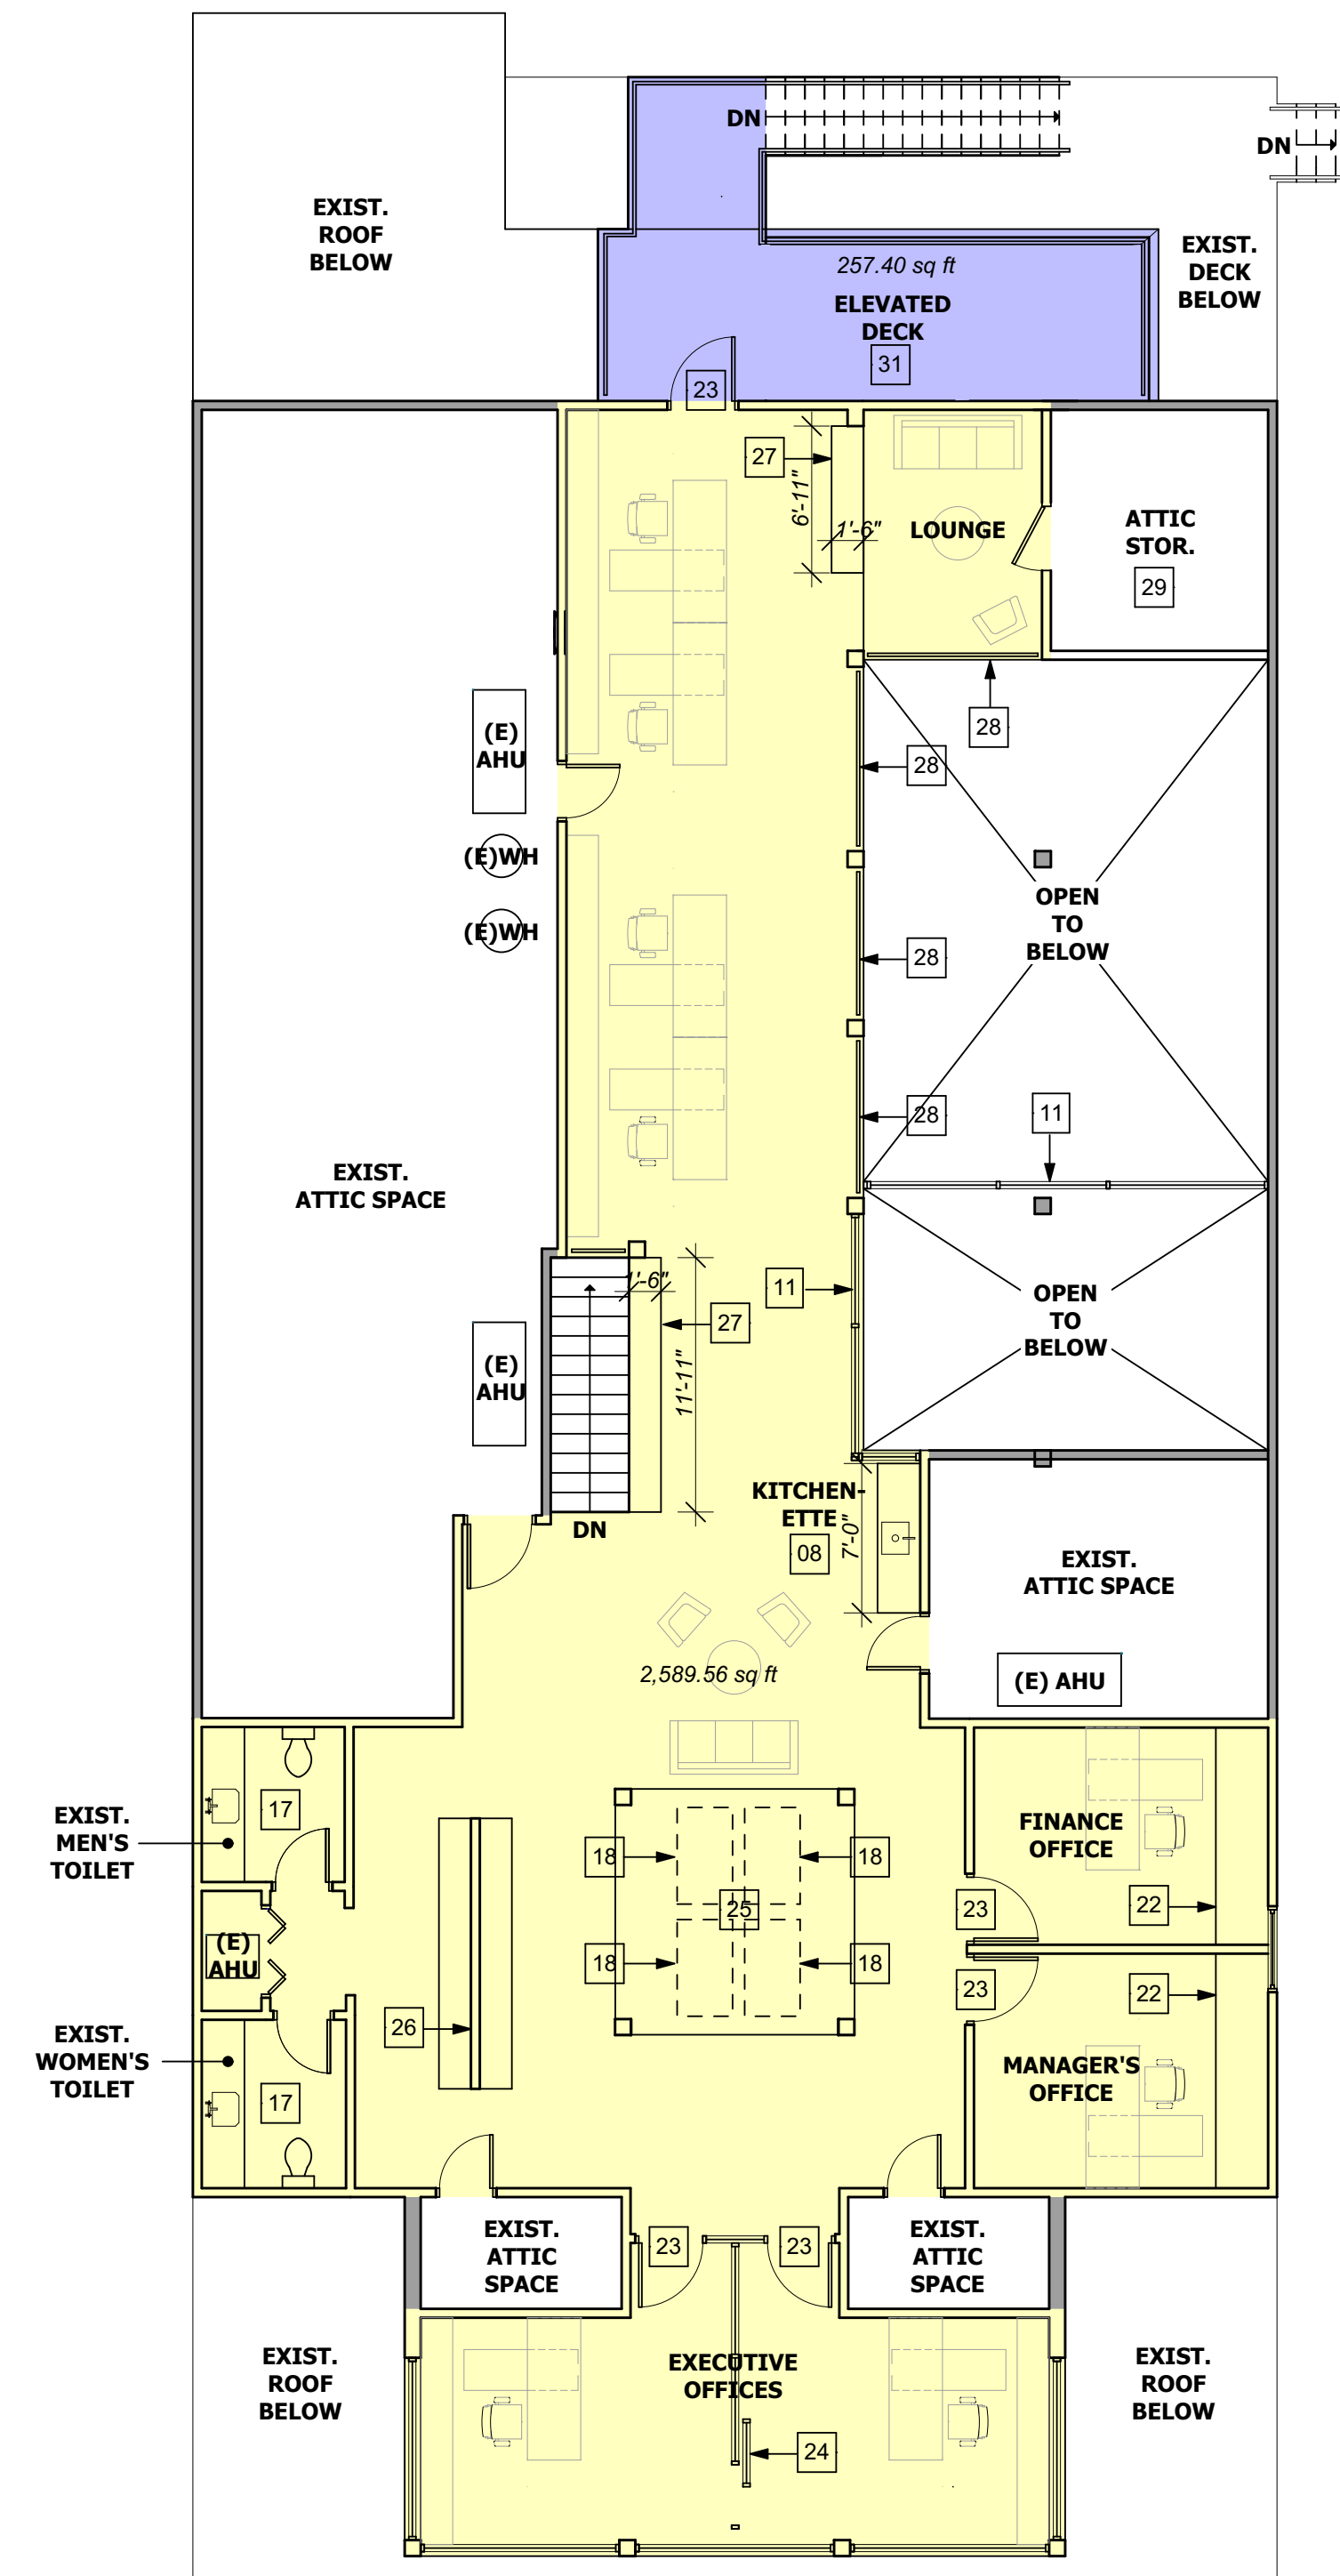 DN
DN
EXIST.
ROOF
BELOW
EXIST.
DECK
BELOW
257.40 sq ft
ELEVATED
DECK
31
23
27
6'-11"
1'-6"
LOUNGE
ATTIC
STOR.
29
28
(E)
AHU
28
(E)WH
OPEN
TO
BELOW
(E)WH
28
28
11
EXIST.
ATTIC SPACE
1'-6"
11
OPEN
TO
BELOW
27
(E)
AHU
11'-11"
KITCHEN-
ETTE
08
7'-0"
DN
EXIST.
ATTIC SPACE
2,589.56 sq ft
(E) AHU
EXIST.
MEN'S
TOILET
17
FINANCE
OFFICE
18
18
25
23
22
(E)
AHU
18
18
23
22
EXIST.
WOMEN'S
TOILET
26
17
MANAGER'S
OFFICE
EXIST.
ATTIC
SPACE
23
23
EXIST.
ATTIC
SPACE
EXIST.
ROOF
BELOW
EXECUTIVE
OFFICES
EXIST.
ROOF
BELOW
24